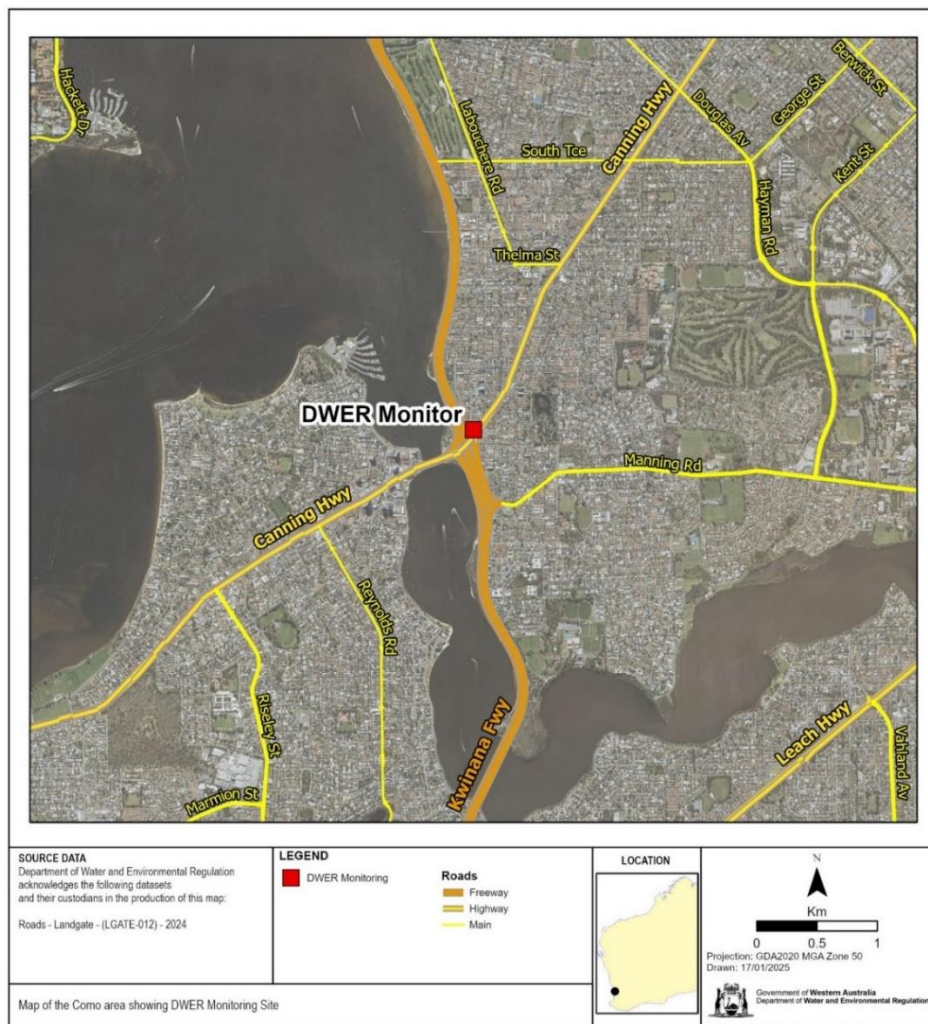 Hackett Dr
Labouchere Rd
South Tce
Canning Hwy
Douglas Av
George St
Berwick St
Kent St
Hayman Rd
Thelma St
DWER Monitor
Manning Rd
Canning Hwy
Reynolds Rd
Riseley St
Marmion St
Kwinana Fwy
Leach Hwy
Vahland Av
SOURCE DATA
Department of Water and Environmental Regulation
acknowledges the following datasets
and their custodians in the production of this map:
Roads - Landgate - (LGATE-012) - 2024
LEGEND
DWER Monitoring
Roads
Freeway
Highway
Main
LOCATION
N
Km
0 0.5 1
Projection: GDA2020 MGA Zone 50
Drawn: 17/01/2025
Map of the Como area showing DWER Monitoring Site
Government of Western Australia
Department of Water and Environmental Regulation